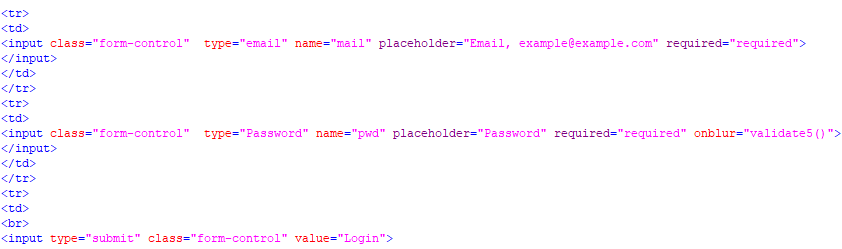 <tr>
<td>
<input class="form-control"  type="email" name="mail" placeholder="Email, example@example.com" required="required">
</input>
</td>
</tr>
<tr>
<td>
<input class="form-control"  type="Password" name="pwd" placeholder="Password" required="required" onblur="validate5()">
</input>
</td>
</tr>
<tr>
<td>
<br>
<input type="submit" class="form-control" value="Login">